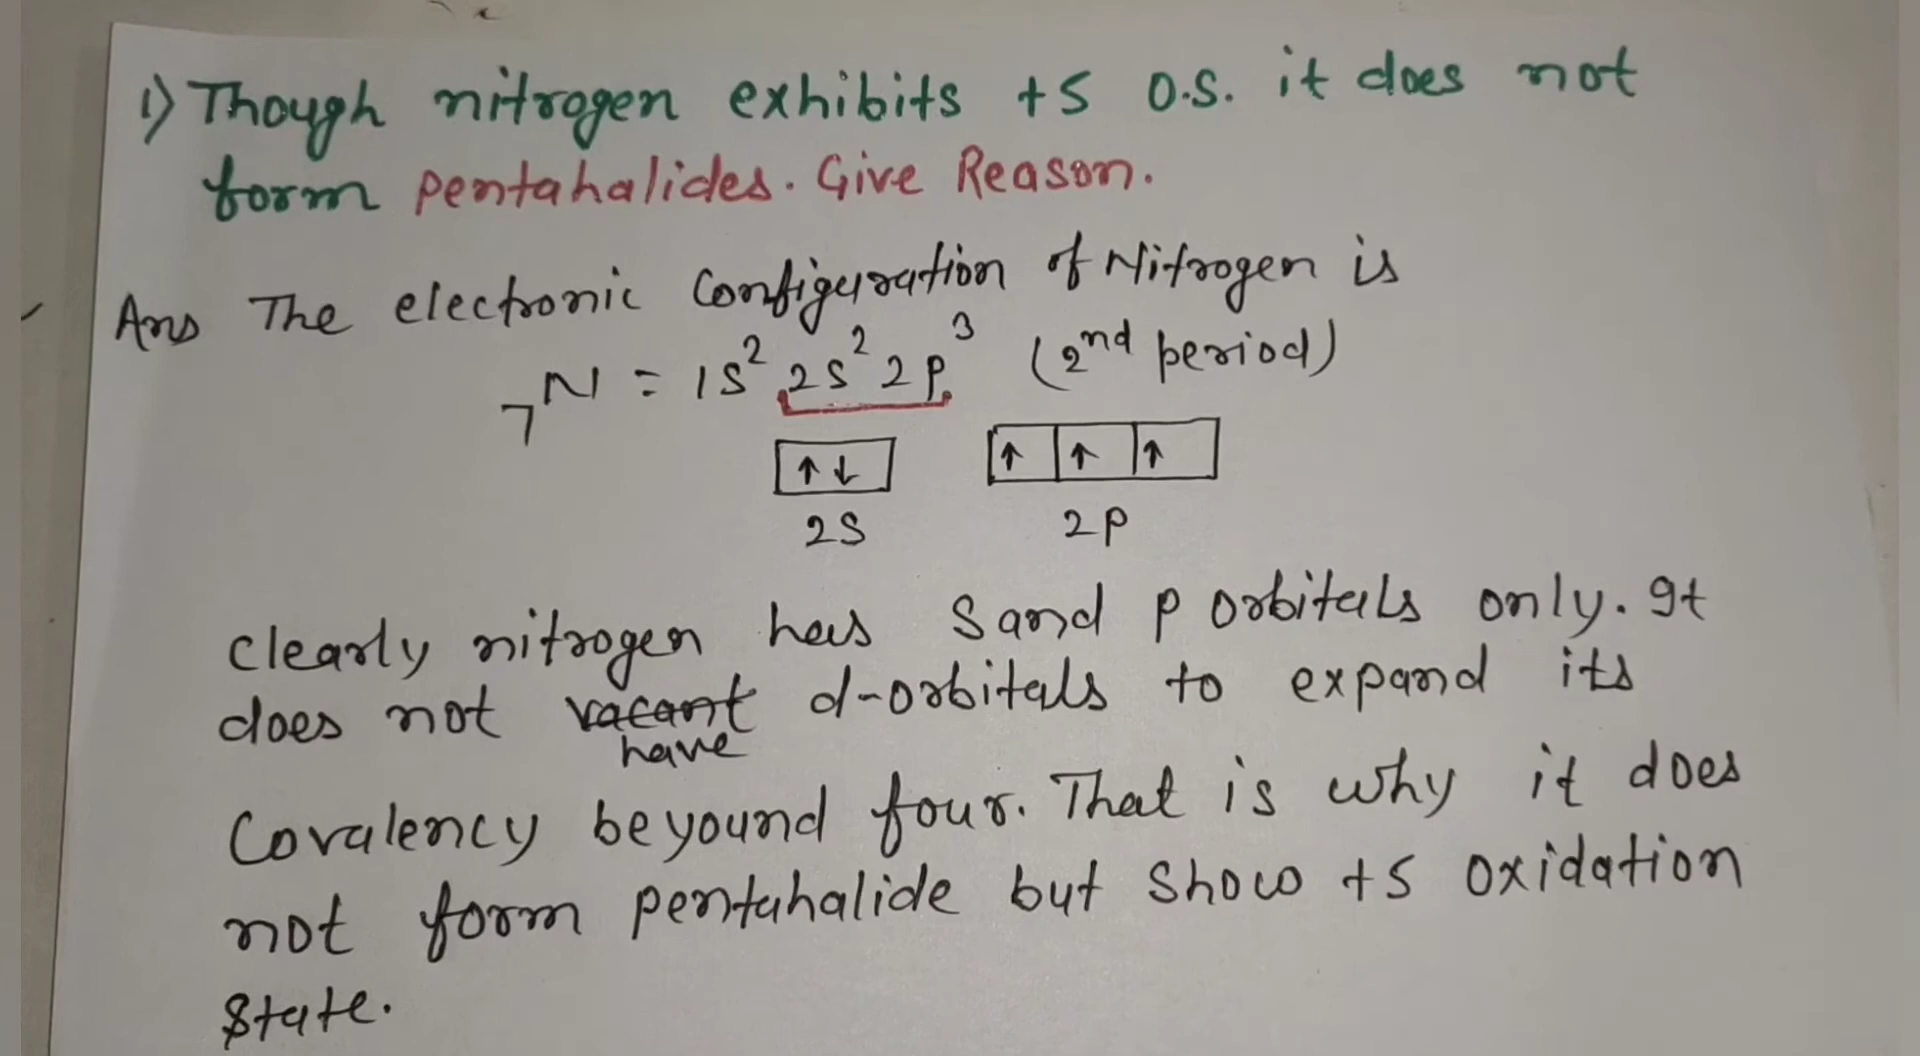 1) Though nitrogen exhibits +5 O.S. it does not
form pentahalides. Give Reason.
Ans The electronic Configuration of Nitrogen is
₇N = 1S² 2S² 2P³ (2nd period)
↑↓ ↑ ↑ ↑
2S 2P
Clearly nitrogen has S and P orbitals only. It
does not vacant d-orbitals to expand its
have
Covalency beyound four. That is why it does
not form pentahalide but show +5 oxidation
State.